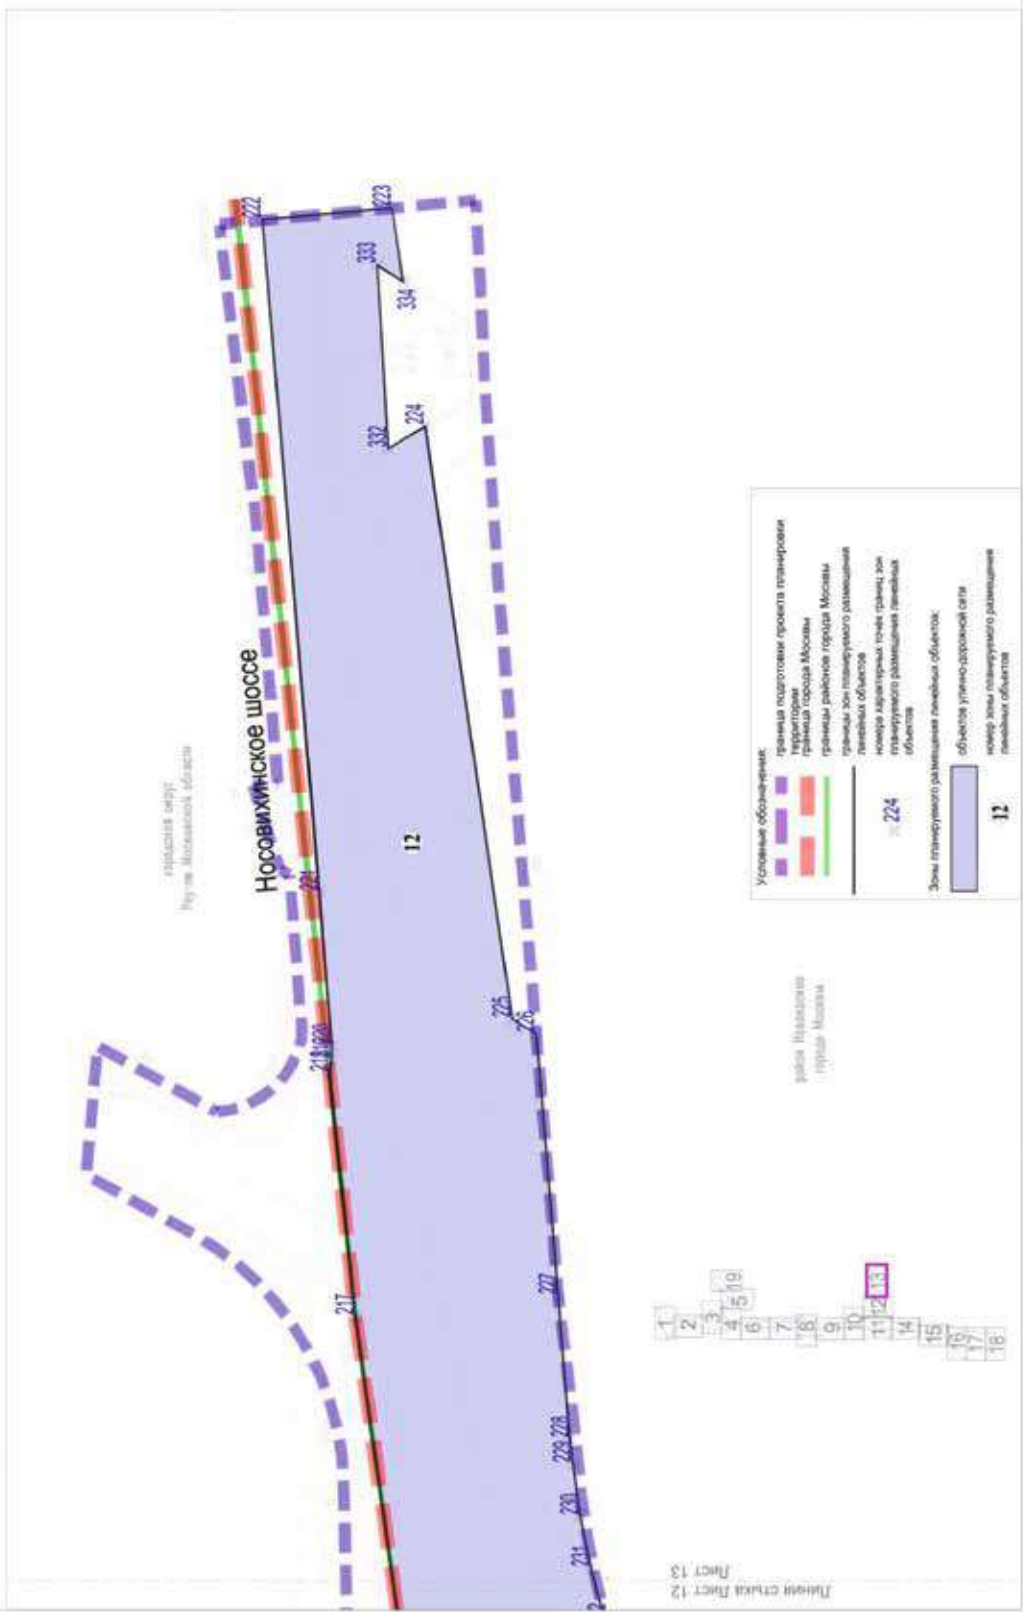 городской округ
Реутов Московской области
Носовихинское шоссе
222
223
333
334
332
224
221
220
218
225
226
12
217
227
228
229
230
231
2
район Новокосино
города Москвы
Условные обозначения:
граница подготовки проекта планировки
территории
граница города Москвы
границы районов города Москвы
границы зон планируемого размещения
линейных объектов
224
номера характерных точек границ зон
планируемого размещения линейных
объектов
Зоны планируемого размещения линейных объектов:
объектов улично-дорожной сети
12
номер зоны планируемого размещения
линейных объектов
1
2
3
4
5
19
6
7
8
9
10
11
12
13
14
15
16
17
18
Линия стыка Лист 12
Лист 13